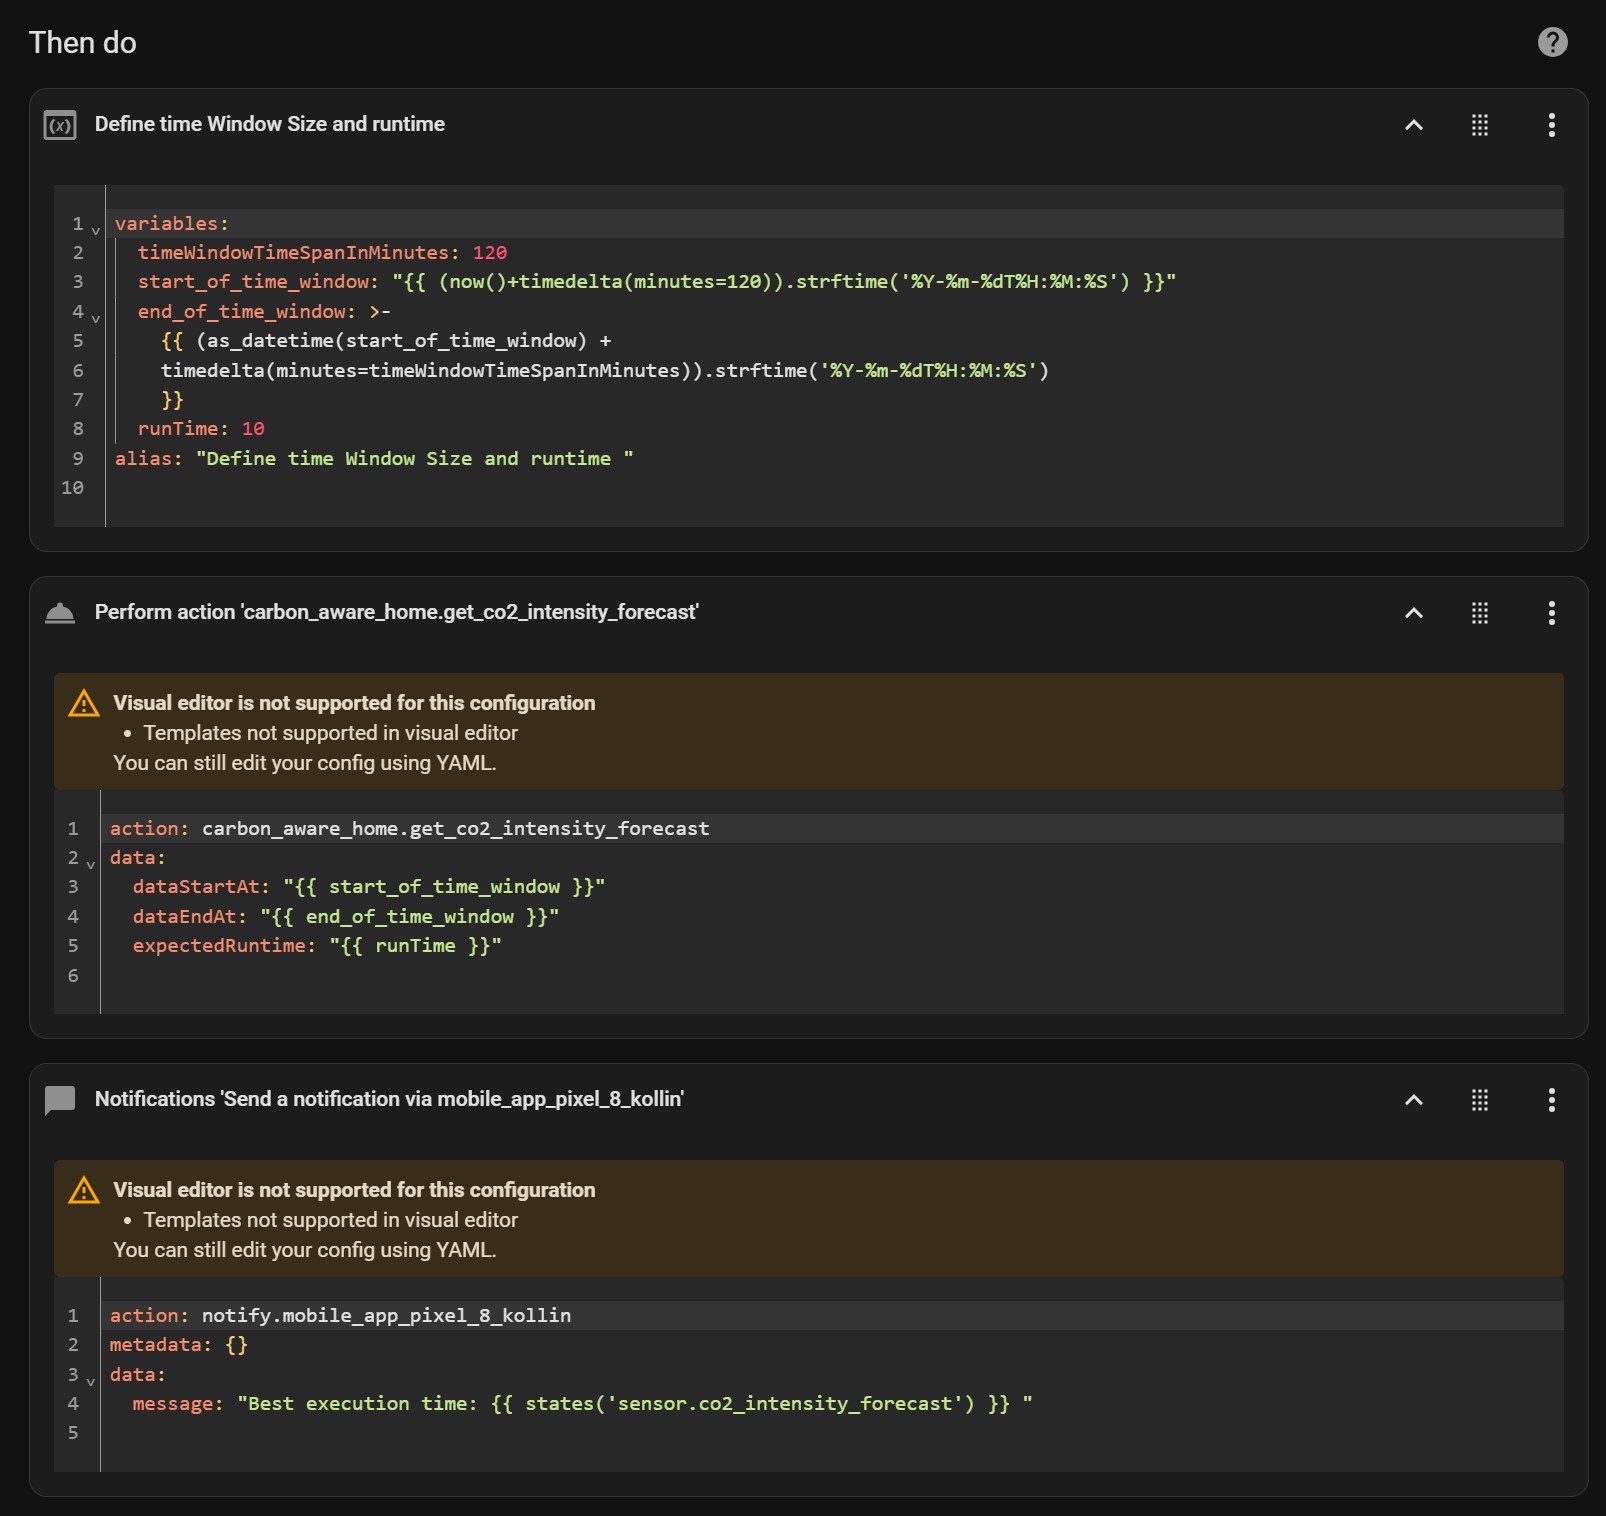 Then do
Define time Window Size and runtime
1 variables:
2   timeWindowTimeSpanInMinutes: 120
3   start_of_time_window: "{{ (now()+timedelta(minutes=120)).strftime('%Y-%m-%dT%H:%M:%S') }}"
4   end_of_time_window: >-
5     {{ (as_datetime(start_of_time_window) +
6     timedelta(minutes=timeWindowTimeSpanInMinutes)).strftime('%Y-%m-%dT%H:%M:%S')
7     }}
8   runTime: 10
9 alias: "Define time Window Size and runtime "
10
Perform action 'carbon_aware_home.get_co2_intensity_forecast'
Visual editor is not supported for this configuration
• Templates not supported in visual editor
You can still edit your config using YAML.
1 action: carbon_aware_home.get_co2_intensity_forecast
2 data:
3   dataStartAt: "{{ start_of_time_window }}"
4   dataEndAt: "{{ end_of_time_window }}"
5   expectedRuntime: "{{ runTime }}"
6
Notifications 'Send a notification via mobile_app_pixel_8_kollin'
Visual editor is not supported for this configuration
• Templates not supported in visual editor
You can still edit your config using YAML.
1 action: notify.mobile_app_pixel_8_kollin
2 metadata: {}
3 data:
4   message: "Best execution time: {{ states('sensor.co2_intensity_forecast') }} "
5